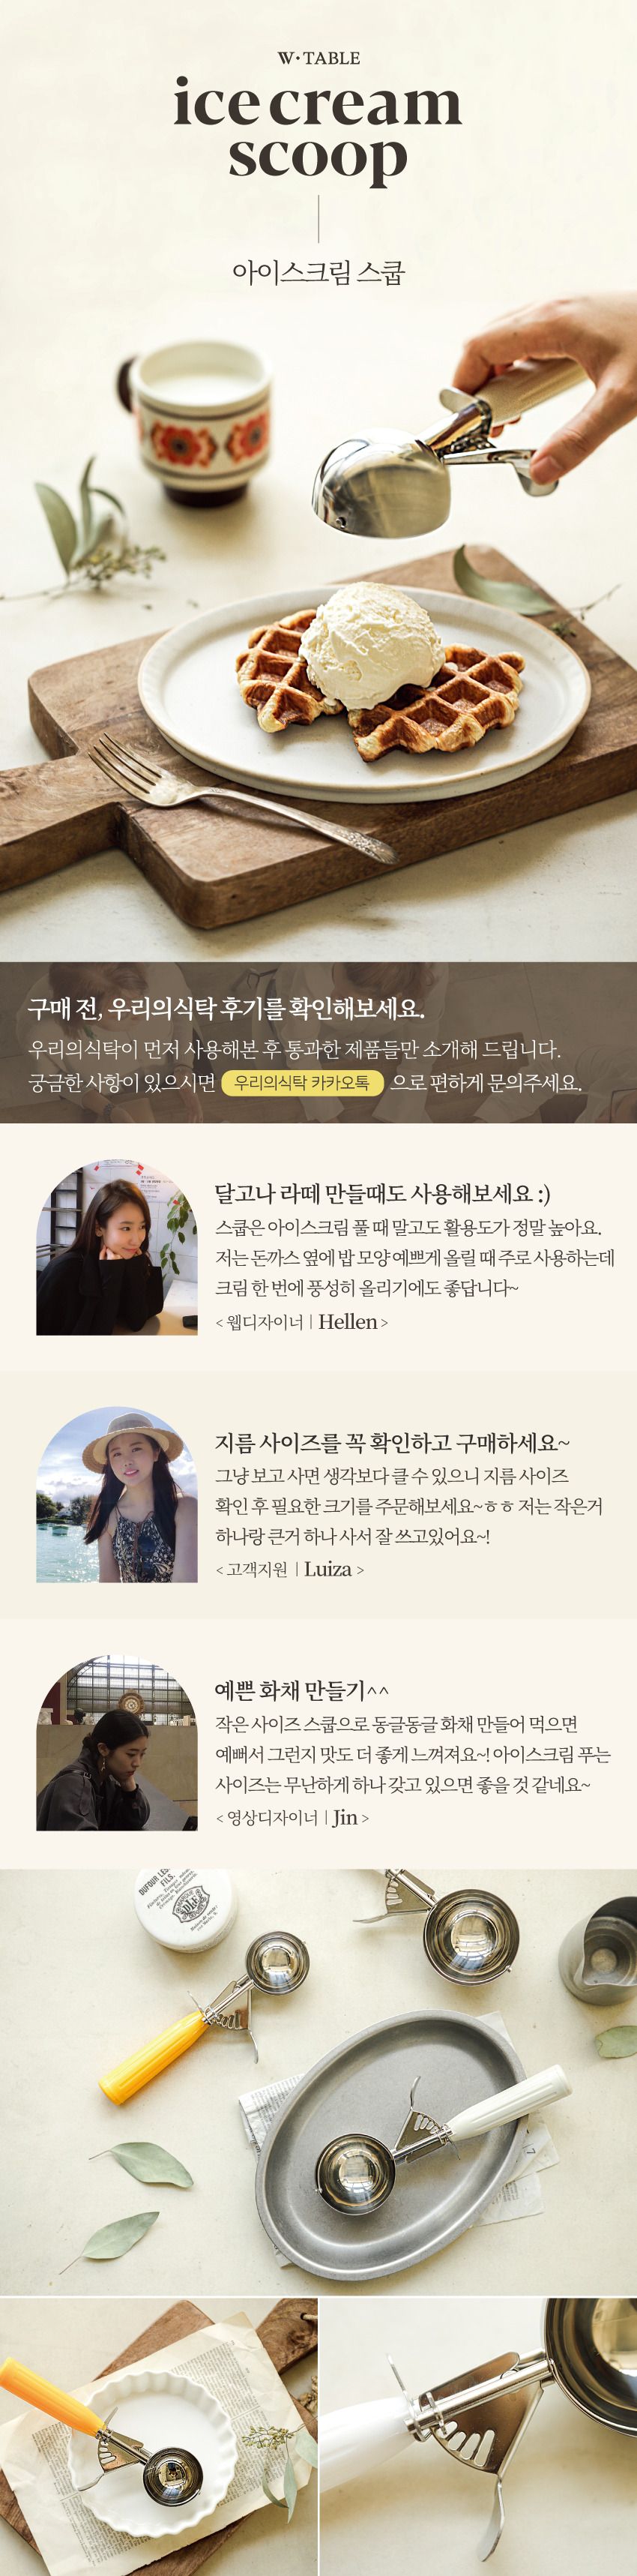 W·TABLE
ice cream
scoop
아이스크림 스쿱
구매 전, 우리의식탁 후기를 확인해보세요.
우리의식탁이 먼저 사용해본 후 통과한 제품들만 소개해 드립니다.
궁금한 사항이 있으시면 우리의식탁 카카오톡 으로 편하게 문의주세요.
달고나 라떼 만들때도 사용해보세요 :)
스쿱은 아이스크림 풀 때 말고도 활용도가 정말 높아요.
저는 돈까스 옆에 밥 모양 예쁘게 올릴 때 주로 사용하는데
크림 한 번에 풍성히 올리기에도 좋답니다~
< 웹디자이너 | Hellen >
지름 사이즈를 꼭 확인하고 구매하세요~
그냥 보고 사면 생각보다 클 수 있으니 지름 사이즈
확인 후 필요한 크기를 주문해보세요~ㅎㅎ 저는 작은거
하나랑 큰거 하나 사서 잘 쓰고있어요~!
< 고객지원 | Luiza >
예쁜 화채 만들기^^
작은 사이즈 스쿱으로 동글동글 화채 만들어 먹으면
예뻐서 그런지 맛도 더 좋게 느껴져요~! 아이스크림 푸는
사이즈는 무난하게 하나 갖고 있으면 좋을 것 같네요~
< 영상디자이너 | Jin >
DUFOUR LES
FILS.